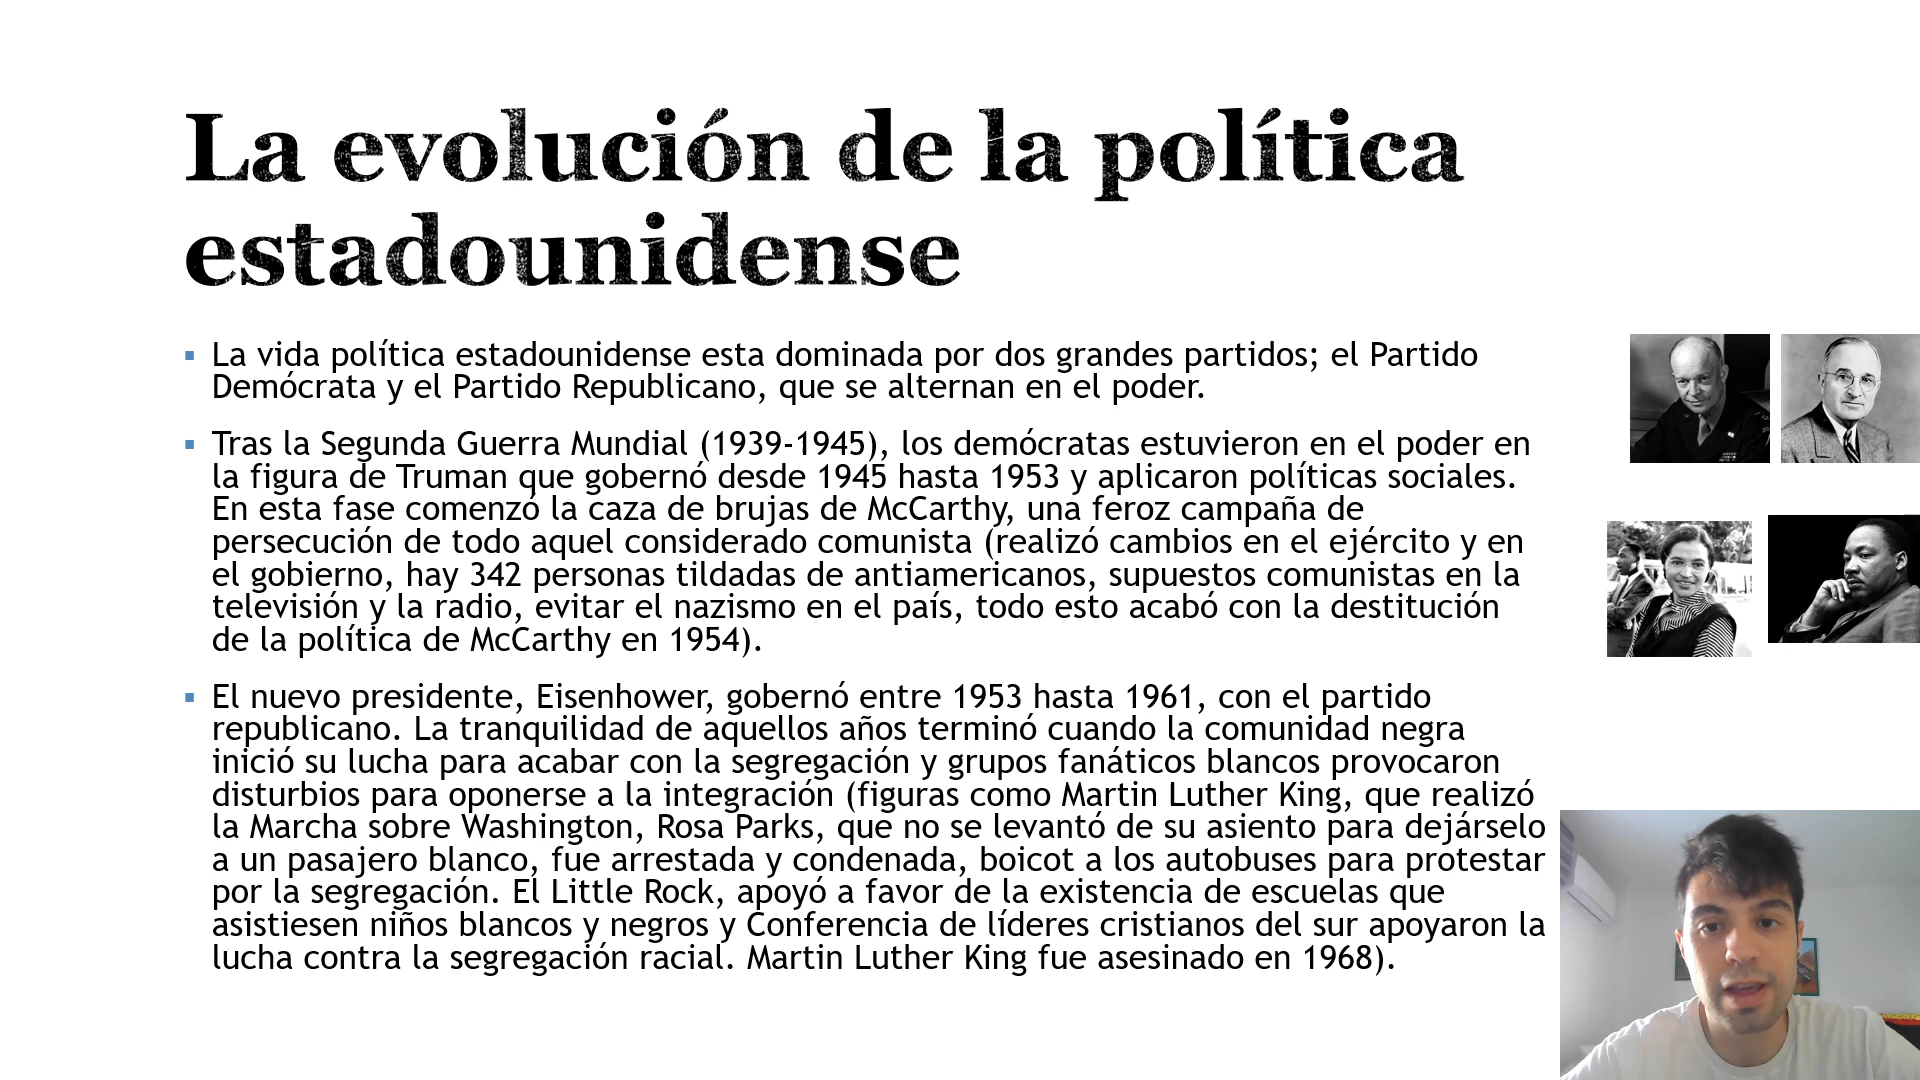 La evolución de la política
estadounidense
La vida política estadounidense esta dominada por dos grandes partidos; el Partido
Demócrata y el Partido Republicano, que se alternan en el poder.
Tras la Segunda Guerra Mundial (1939-1945), los demócratas estuvieron en el poder en
la figura de Truman que gobernó desde 1945 hasta 1953 y aplicaron políticas sociales.
En esta fase comenzó la caza de brujas de McCarthy, una feroz campaña de
persecución de todo aquel considerado comunista (realizó cambios en el ejército y en
el gobierno, hay 342 personas tildadas de antiamericanos, supuestos comunistas en la
televisión y la radio, evitar el nazismo en el país, todo esto acabó con la destitución
de la política de McCarthy en 1954).
El nuevo presidente, Eisenhower, gobernó entre 1953 hasta 1961, con el partido
republicano. La tranquilidad de aquellos años terminó cuando la comunidad negra
inició su lucha para acabar con la segregación y grupos fanáticos blancos provocaron
disturbios para oponerse a la integración (figuras como Martin Luther King, que realizó
la Marcha sobre Washington, Rosa Parks, que no se levantó de su asiento para dejárselo
a un pasajero blanco, fue arrestada y condenada, boicot a los autobuses para protestar
por la segregación. El Little Rock, apoyó a favor de la existencia de escuelas que
asistiesen niños blancos y negros y Conferencia de líderes cristianos del sur apoyaron la
lucha contra la segregación racial. Martin Luther King fue asesinado en 1968).